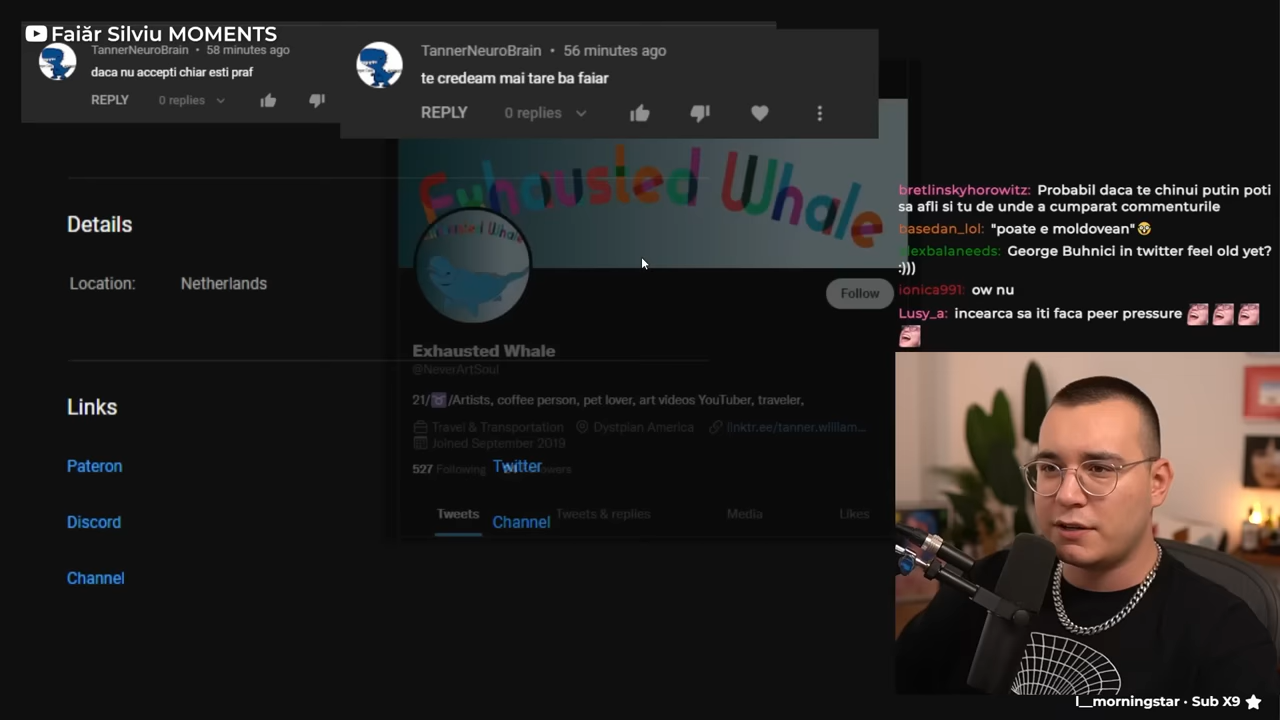 Faiăr Silviu MOMENTS
TannerNeuroBrain • 58 minutes ago
daca nu accepti chiar esti praf
REPLY 0 replies
TannerNeuroBrain • 56 minutes ago
te credeam mai tare ba faiar
REPLY 0 replies
Exhausted Whale
Exhausted Whale
Follow
Exhausted Whale
@NeverArtSoul
21/😈/Artists, coffee person, pet lover, art videos YouTuber, traveler,
Travel & Transportation Dystpian America linktr.ee/tanner.william...
Joined September 2019
527 Following
Tweets Tweets & replies Media Likes
Details
Location: Netherlands
Links
Pateron
Twitter
Discord
Channel
Channel
bretlinskyhorowitz: Probabil daca te chinui putin poti
sa afli si tu de unde a cumparat commenturile
basedan_lol: "poate e moldovean"🤓
alexbalaneeds: George Buhnici in twitter feel old yet?
:)))
ionica991: ow nu
Lusy_a: incearca sa iti faca peer pressure
l__morningstar · Sub X9